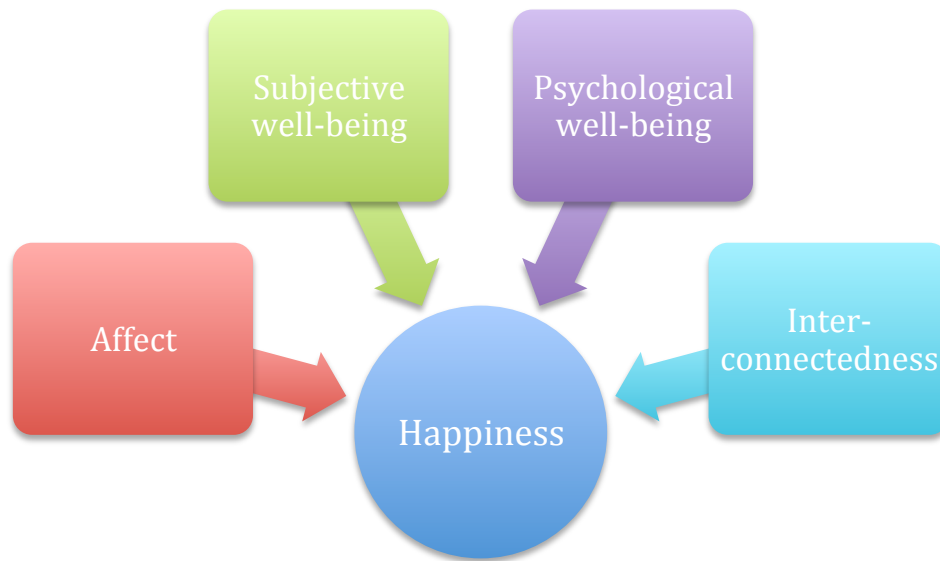 Subjective
well-being
Psychological
well-being
Affect
Inter-
connectedness
Happiness